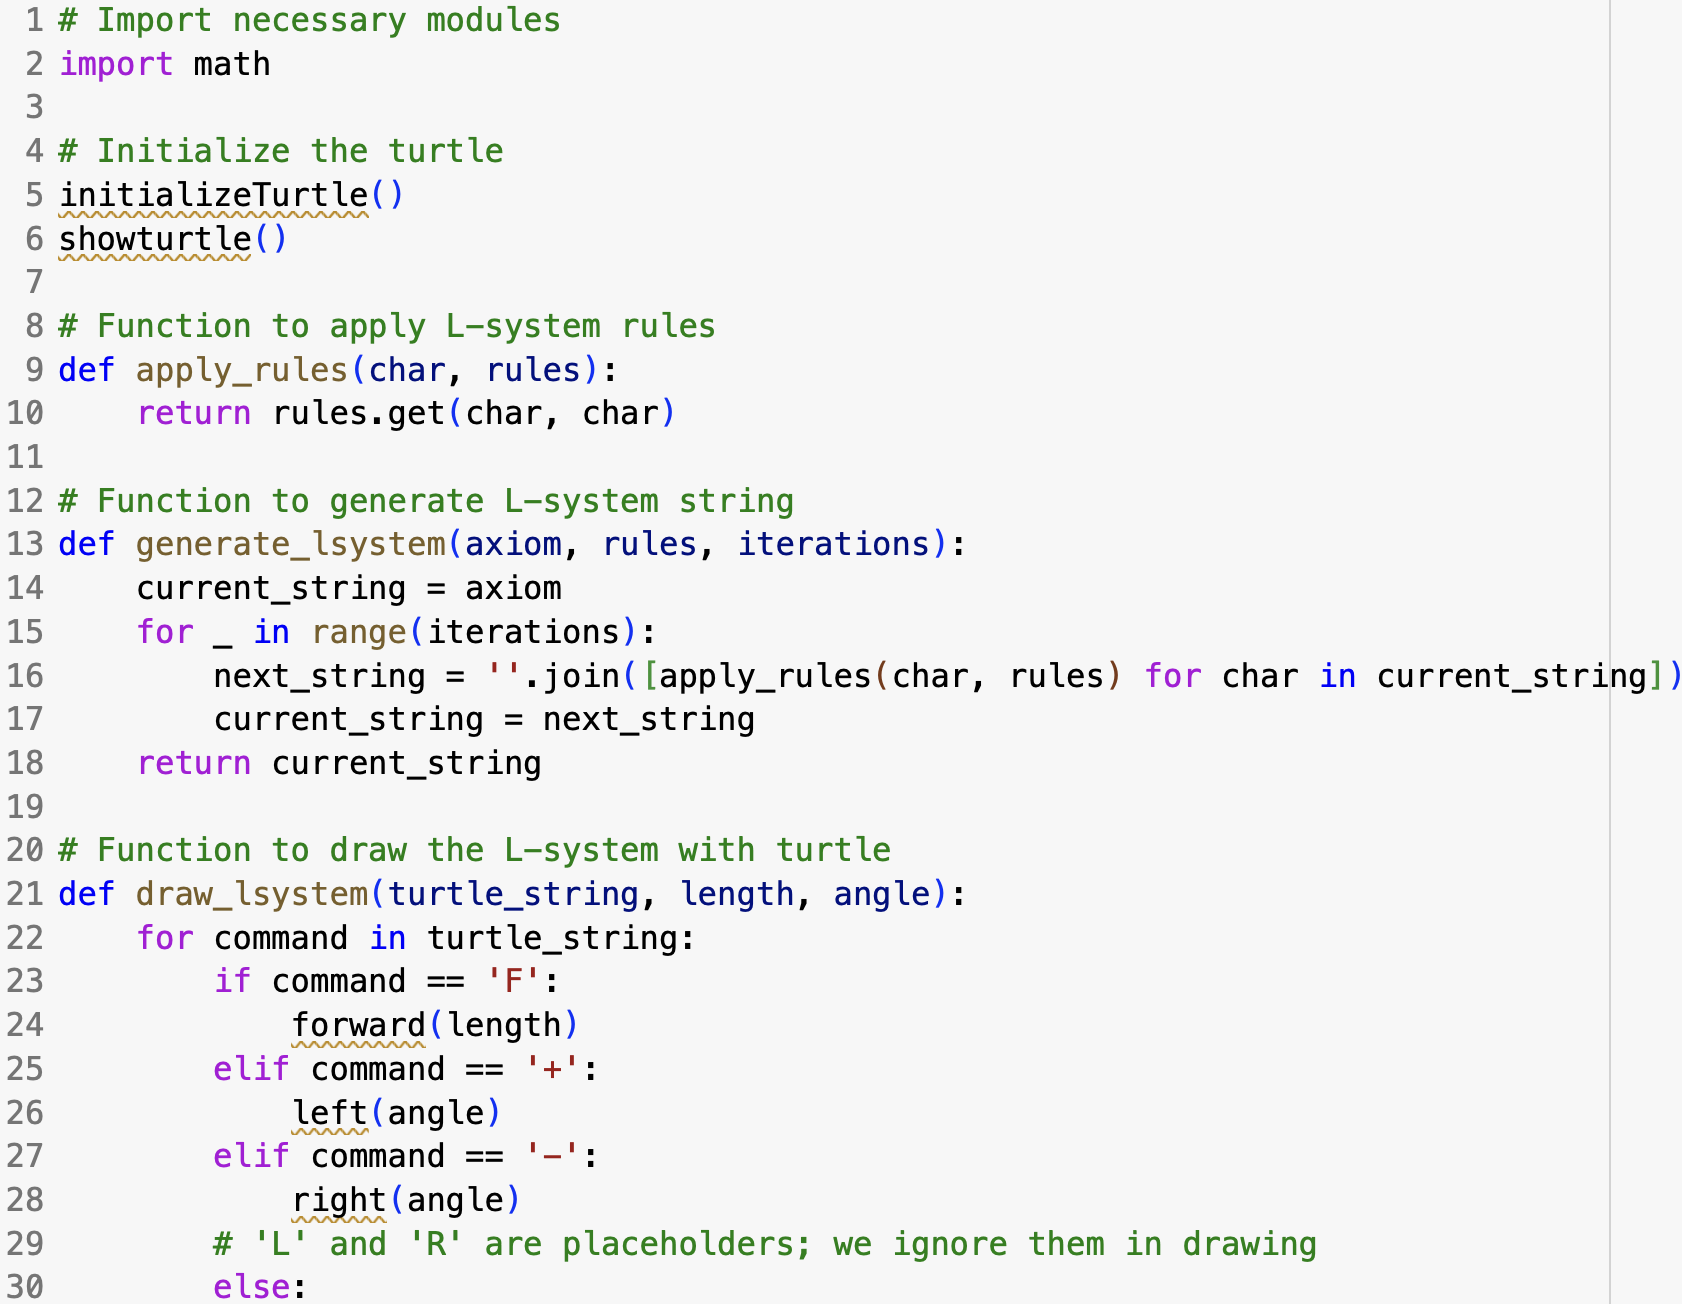 1 # Import necessary modules
2 import math
3
4 # Initialize the turtle
5 initializeTurtle()
6 showturtle()
7
8 # Function to apply L-system rules
9 def apply_rules(char, rules):
10     return rules.get(char, char)
11
12 # Function to generate L-system string
13 def generate_lsystem(axiom, rules, iterations):
14     current_string = axiom
15     for _ in range(iterations):
16         next_string = ''.join([apply_rules(char, rules) for char in current_string])
17         current_string = next_string
18     return current_string
19
20 # Function to draw the L-system with turtle
21 def draw_lsystem(turtle_string, length, angle):
22     for command in turtle_string:
23         if command == 'F':
24             forward(length)
25         elif command == '+':
26             left(angle)
27         elif command == '-':
28             right(angle)
29         # 'L' and 'R' are placeholders; we ignore them in drawing
30         else: